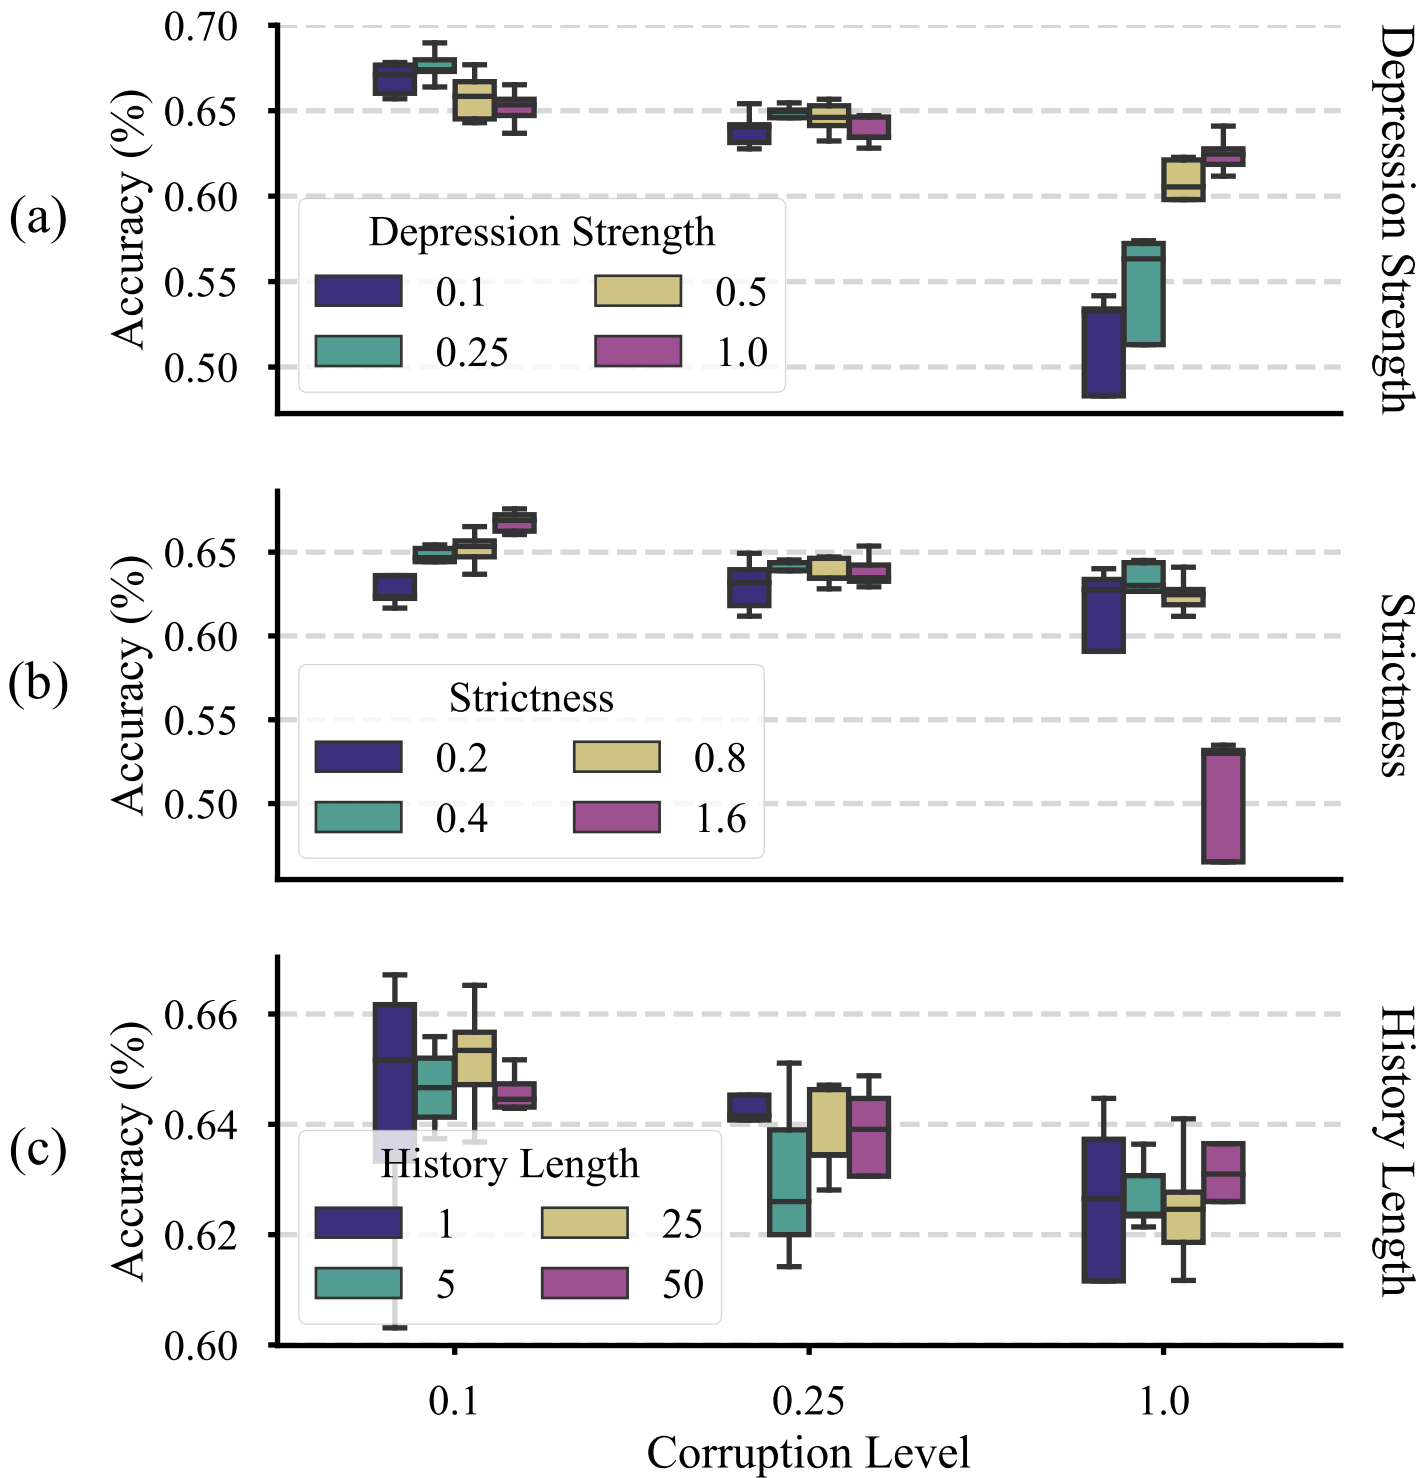 (a)
Accuracy (%)
0.70
0.65
0.60
0.55
0.50
Depression Strength
0.1
0.5
0.25
1.0
Depression Strength
(b)
Accuracy (%)
0.65
0.60
0.55
0.50
Strictness
0.2
0.8
0.4
1.6
Strictness
(c)
Accuracy (%)
0.66
0.64
0.62
0.60
History Length
1
25
5
50
History Length
0.1
0.25
1.0
Corruption Level